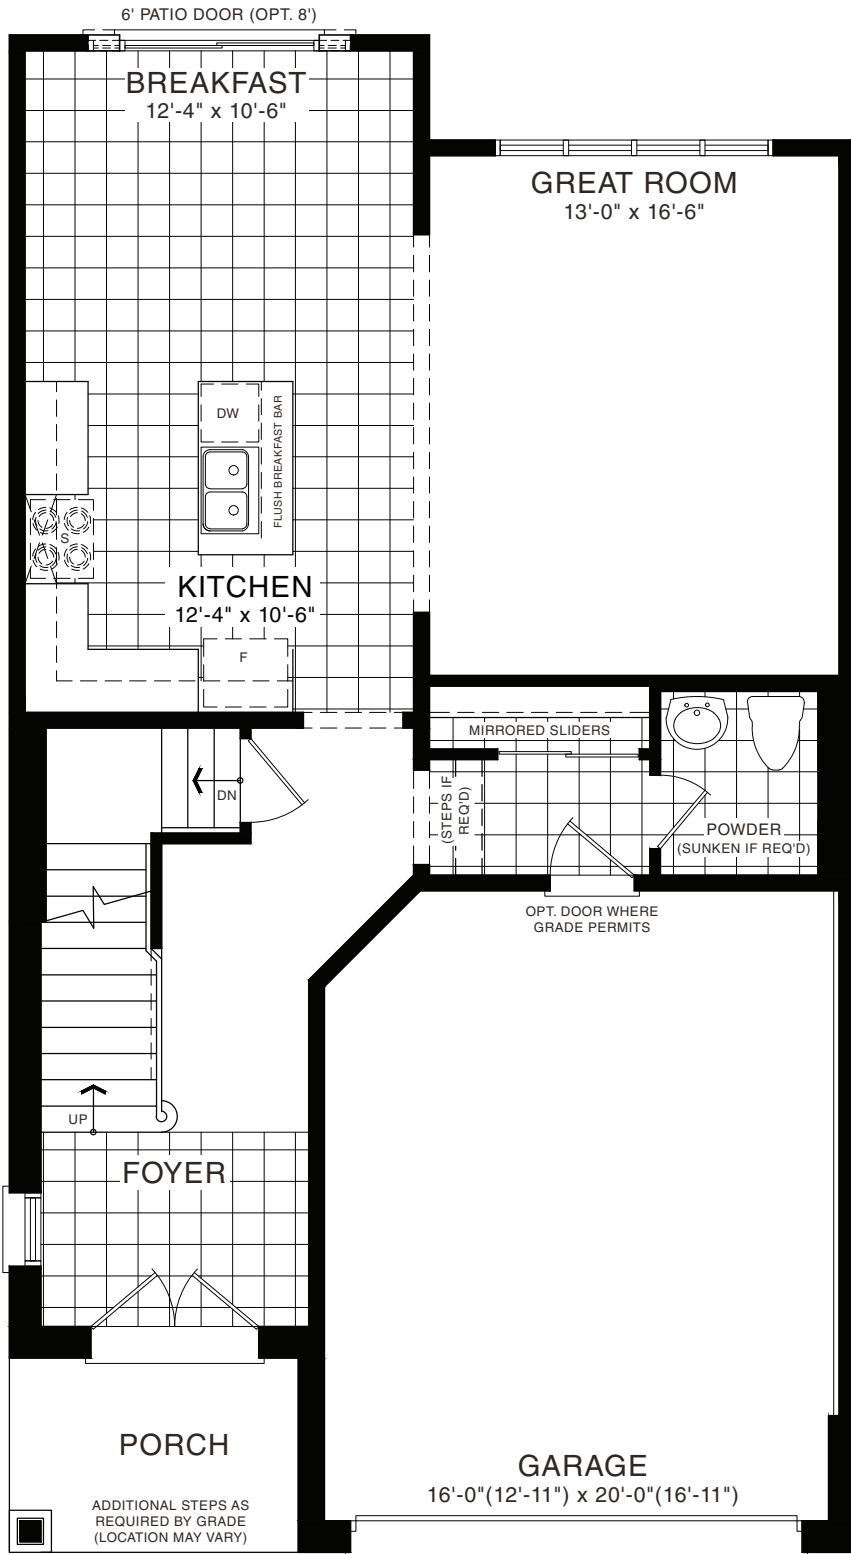 6' PATIO DOOR (OPT. 8')
BREAKFAST
12'-4" x 10'-6"
GREAT ROOM
13'-0" x 16'-6"
DW
FLUSH BREAKFAST BAR
S
KITCHEN
12'-4" x 10'-6"
F
MIRRORED SLIDERS
DN
(STEPS IF
REQ'D)
POWDER
(SUNKEN IF REQ'D)
OPT. DOOR WHERE
GRADE PERMITS
UP
FOYER
PORCH
ADDITIONAL STEPS AS
REQUIRED BY GRADE
(LOCATION MAY VARY)
GARAGE
16'-0"(12'-11") x 20'-0"(16'-11")